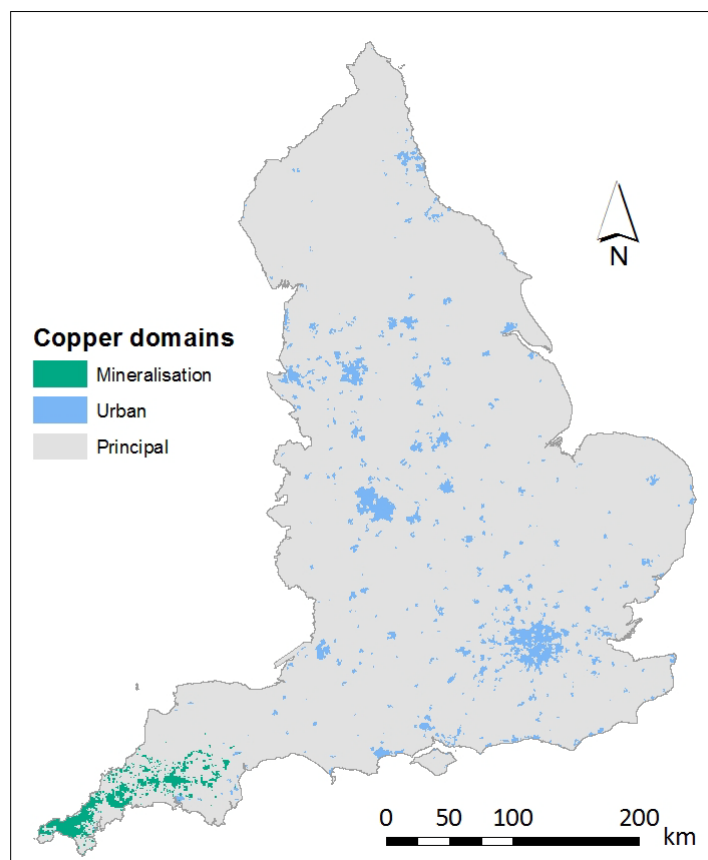 N
Copper domains
Mineralisation
Urban
Principal
0 50 100 200 km